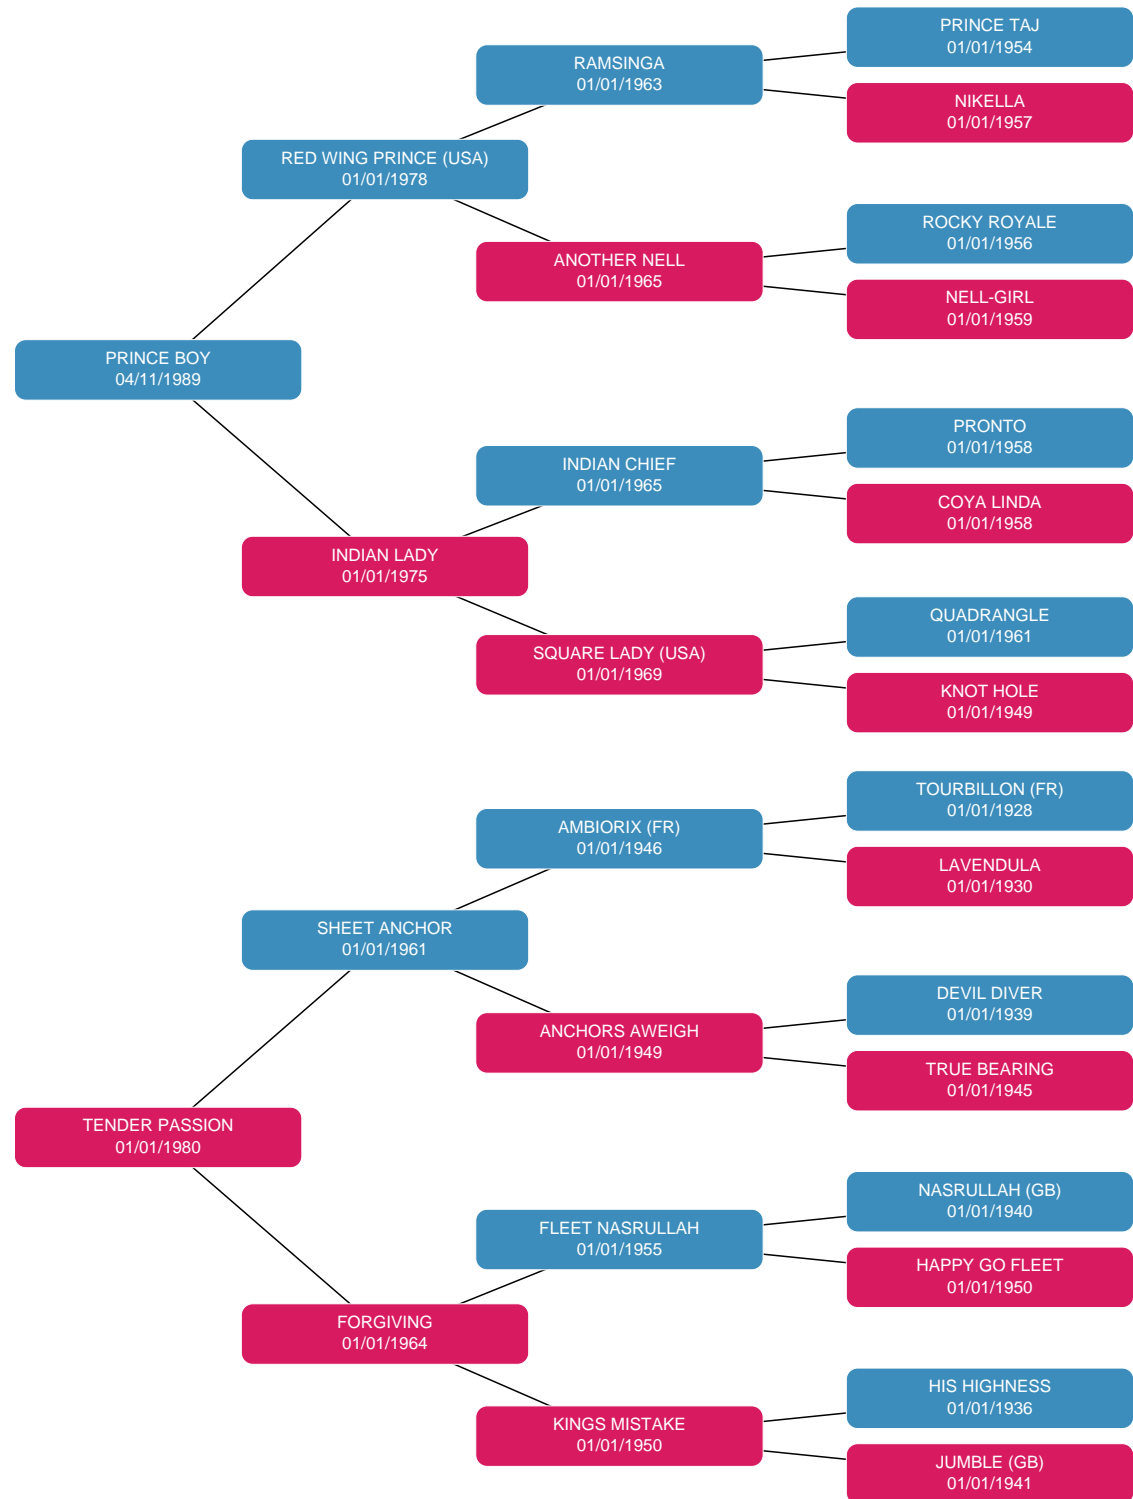 PRINCE TAJ
01/01/1954
RAMSINGA
01/01/1963
NIKELLA
01/01/1957
RED WING PRINCE (USA)
01/01/1978
ROCKY ROYALE
01/01/1956
ANOTHER NELL
01/01/1965
NELL-GIRL
01/01/1959
PRINCE BOY
04/11/1989
PRONTO
01/01/1958
INDIAN CHIEF
01/01/1965
COYA LINDA
01/01/1958
INDIAN LADY
01/01/1975
QUADRANGLE
01/01/1961
SQUARE LADY (USA)
01/01/1969
KNOT HOLE
01/01/1949
TOURBILLON (FR)
01/01/1928
AMBIORIX (FR)
01/01/1946
LAVENDULA
01/01/1930
SHEET ANCHOR
01/01/1961
DEVIL DIVER
01/01/1939
ANCHORS AWEIGH
01/01/1949
TRUE BEARING
01/01/1945
TENDER PASSION
01/01/1980
NASRULLAH (GB)
01/01/1940
FLEET NASRULLAH
01/01/1955
HAPPY GO FLEET
01/01/1950
FORGIVING
01/01/1964
HIS HIGHNESS
01/01/1936
KINGS MISTAKE
01/01/1950
JUMBLE (GB)
01/01/1941